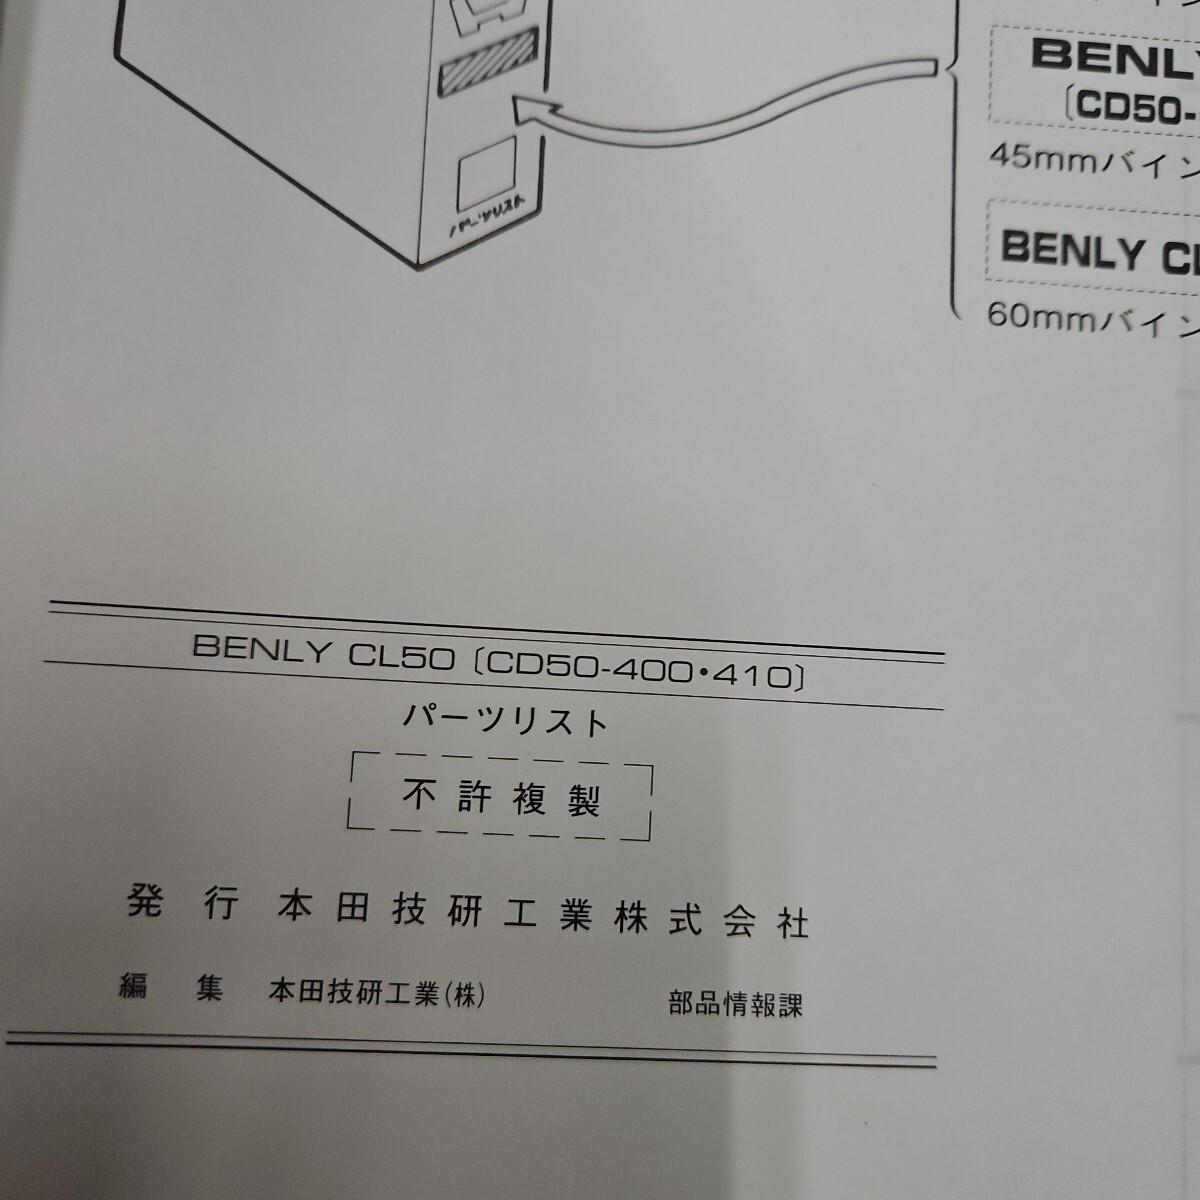 BENLY
〔CD50-
45mmバイン
BENLY CL
60mmバイン
パーツリスト
BENLY CL50〔CD50-400・410〕
パーツリスト
不許複製
発行 本田技研工業株式会社
編集 本田技研工業(株) 部品情報課